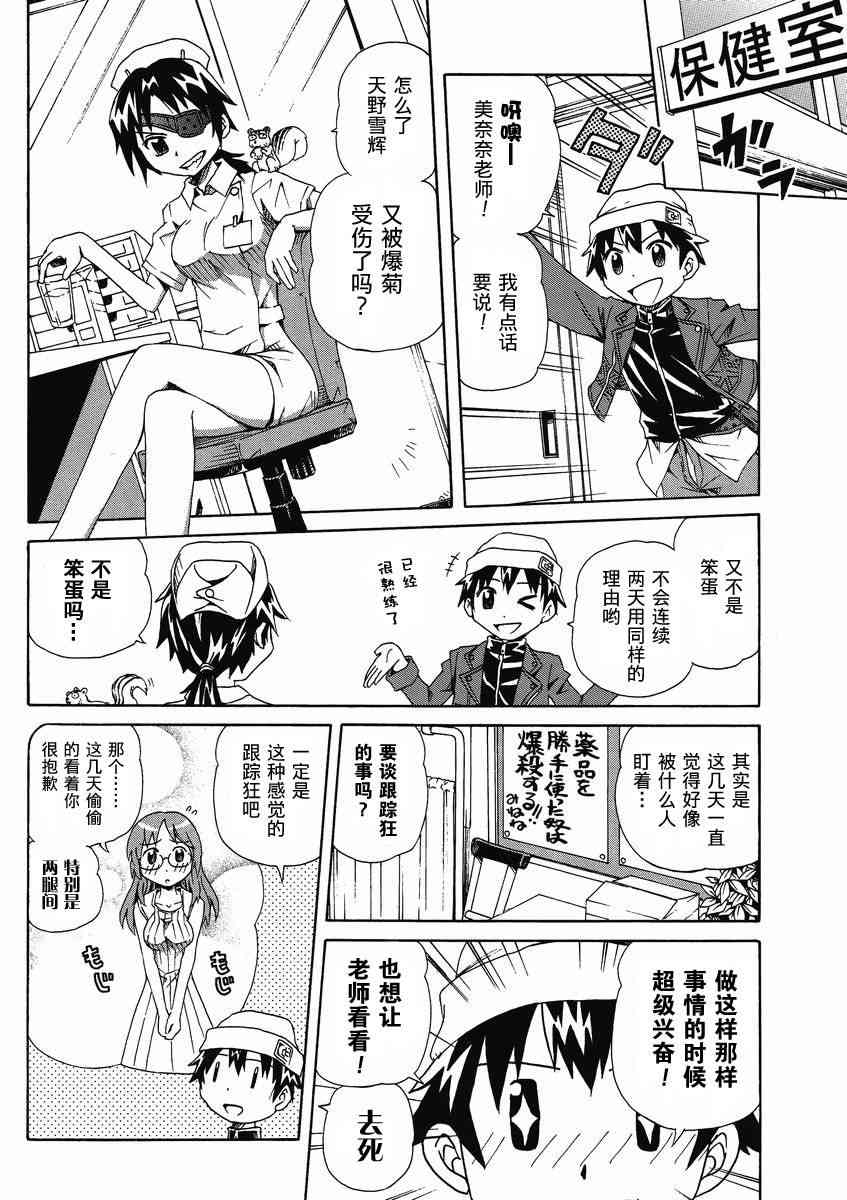 保健室
ガラッ
呀噢—
美奈奈老师！
我有点话
要说！
怎么了
天野雪辉
又被爆菊
受伤了吗？
又不是
笨蛋
不会连续
两天用同样的
理由哟
已经
很熟练了
不是
笨蛋吗…
其实是
这几天一直
觉得好像
被什么人
盯着…
薬品を
勝手に使った奴は
爆殺する!!
みねね
要谈跟踪狂
的事吗？
一定是
这种感觉的
跟踪狂吧
那个……
这几天偷偷
的看着你
很抱歉
特别是
两腿间
もじ
もじ
做这样那样
事情的时候
超级兴奋！
也想让
老师看看！
去死